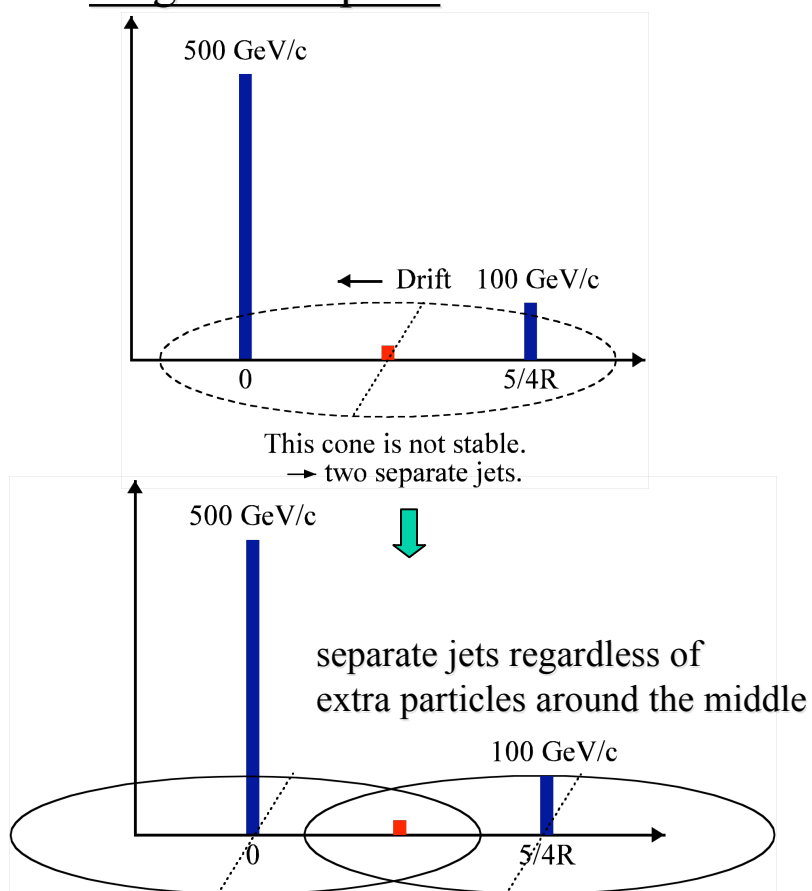 500 GeV/c
Drift 100 GeV/c
0 5/4R
This cone is not stable.
→ two separate jets.
500 GeV/c
separate jets regardless of
extra particles around the middle
100 GeV/c
0 5/4R